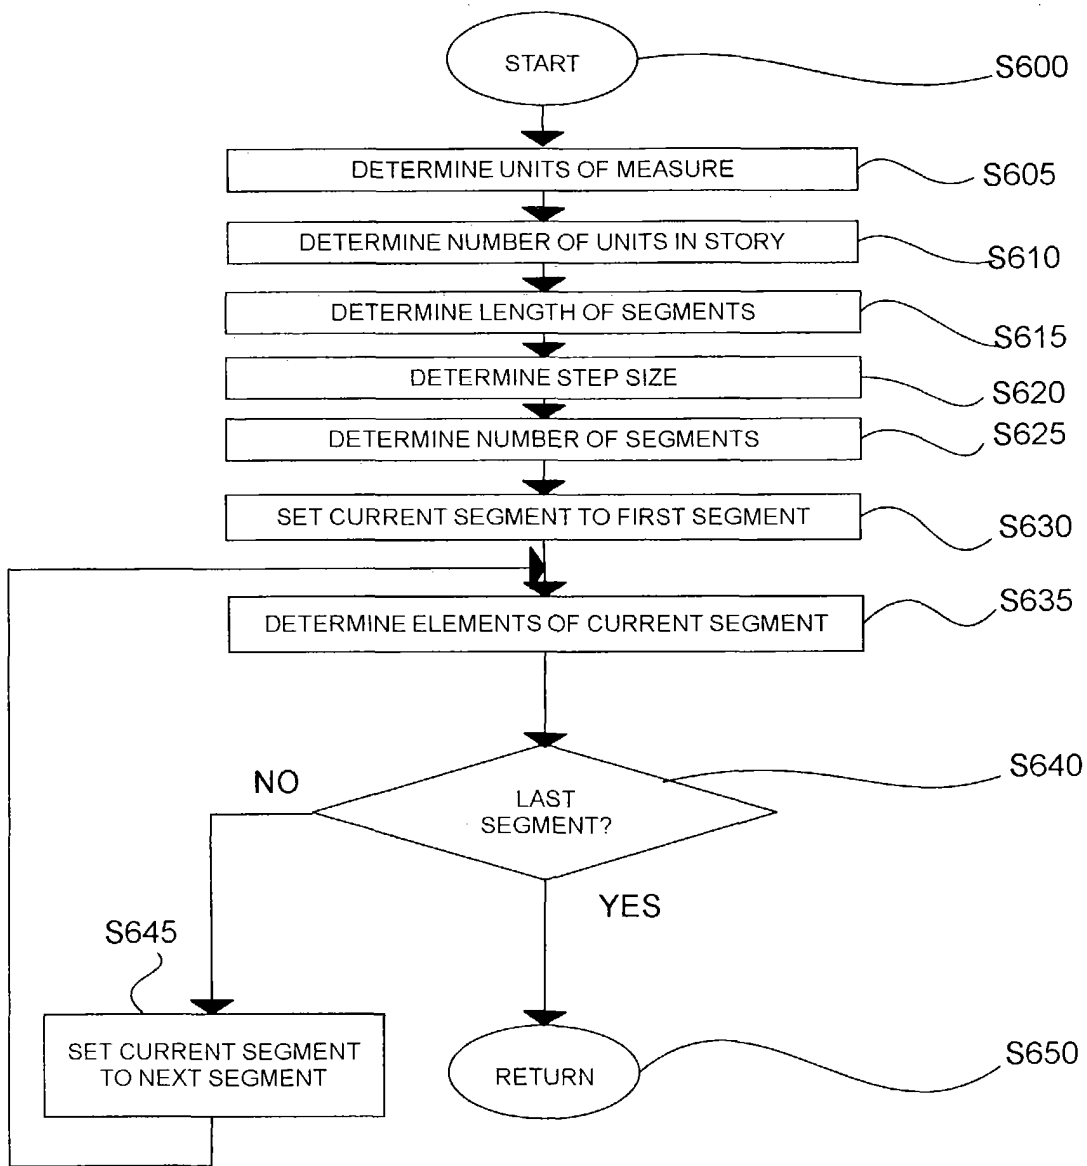 START
S600
DETERMINE UNITS OF MEASURE
S605
DETERMINE NUMBER OF UNITS IN STORY
S610
DETERMINE LENGTH OF SEGMENTS
S615
DETERMINE STEP SIZE
S620
DETERMINE NUMBER OF SEGMENTS
S625
SET CURRENT SEGMENT TO FIRST SEGMENT
S630
DETERMINE ELEMENTS OF CURRENT SEGMENT
S635
NO
LAST
SEGMENT?
S640
YES
S645
SET CURRENT SEGMENT
TO NEXT SEGMENT
RETURN
S650